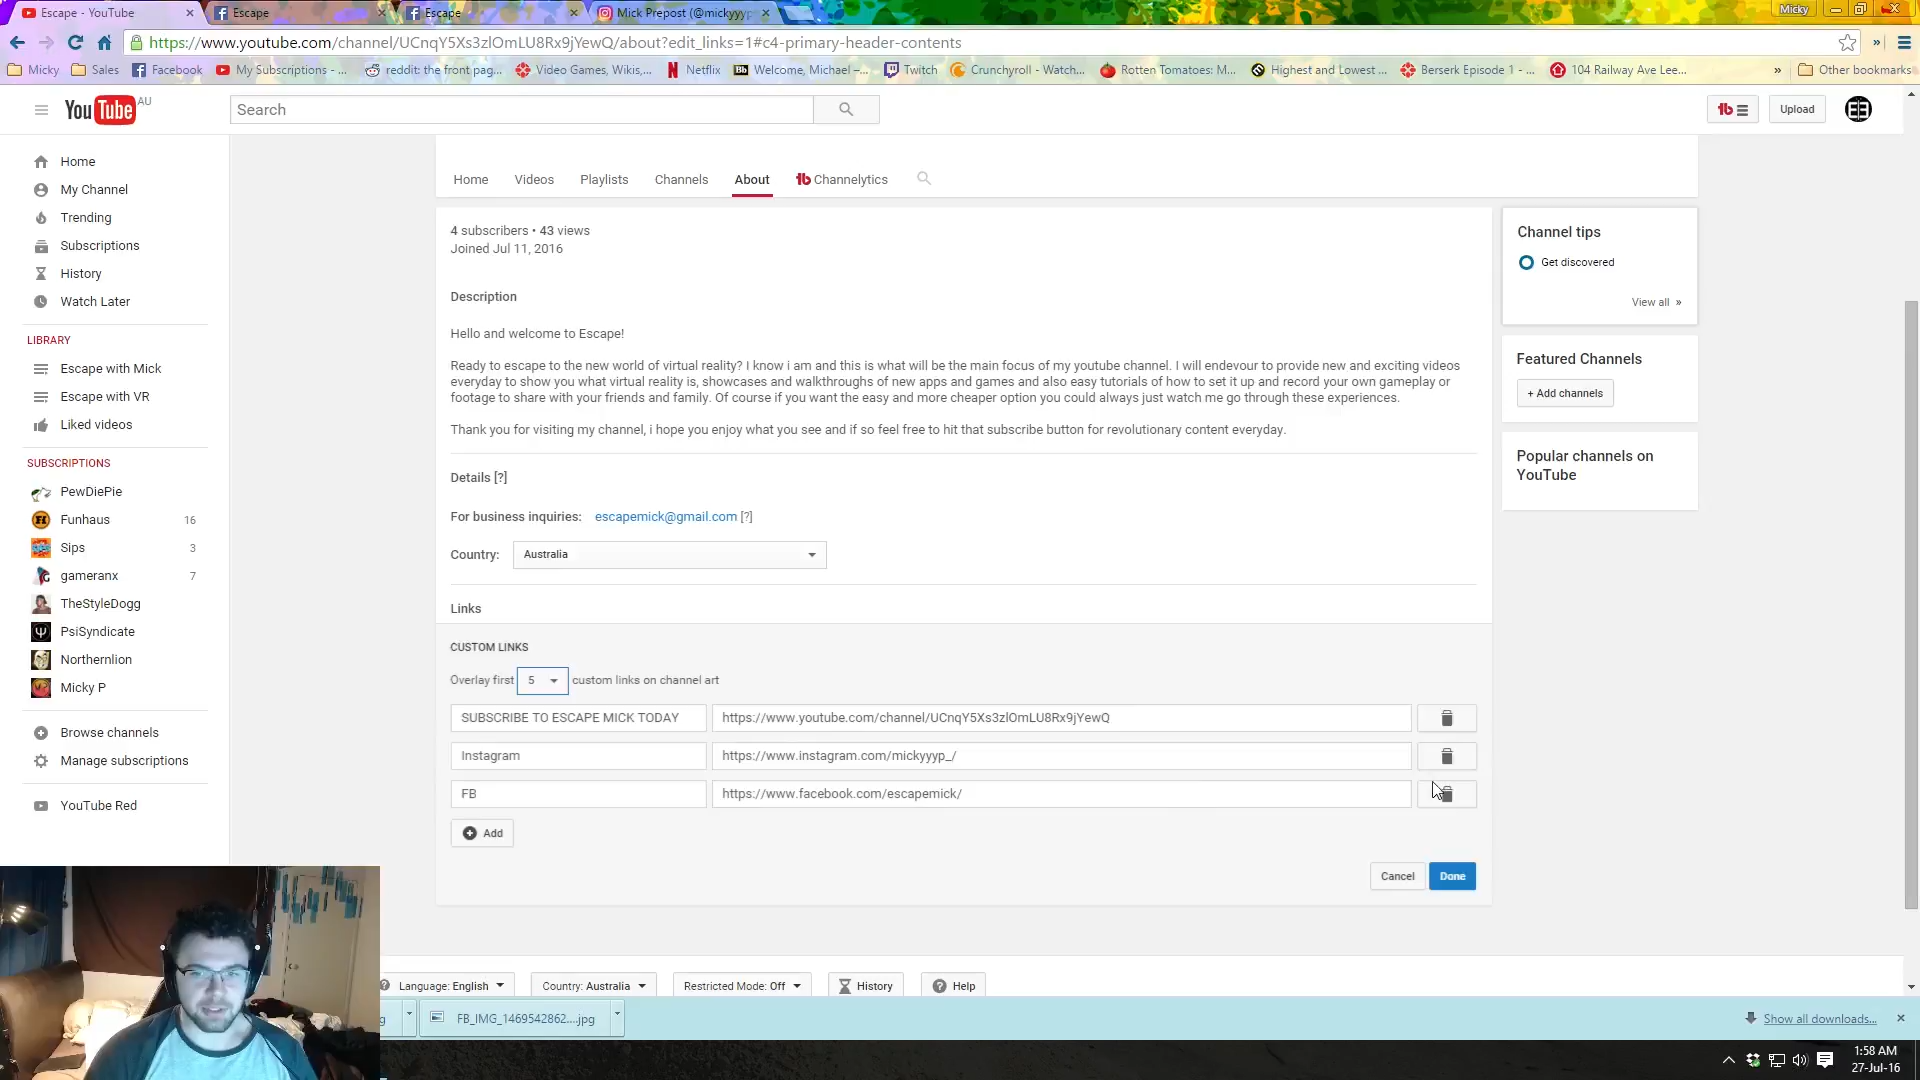 Escape - YouTube
Escape
Escape
Mick Prepost (@mickyyyp
Micky
https://www.youtube.com/channel/UCnqY5Xs3zlOmLU8Rx9jYewQ/about?edit_links=1#c4-primary-header-contents
Micky
Sales
Facebook
My Subscriptions - ...
reddit: the front pag...
Video Games, Wikis,...
Netflix
Welcome, Michael –...
Twitch
Crunchyroll - Watch...
Rotten Tomatoes: M...
Highest and Lowest ...
Berserk Episode 1 - ...
104 Railway Ave Lee...
»
Other bookmarks
YouTube AU
Search
Upload
Home
My Channel
Trending
Subscriptions
History
Watch Later
LIBRARY
Escape with Mick
Escape with VR
Liked videos
SUBSCRIPTIONS
PewDiePie
Funhaus 16
Sips 3
gameranx 7
TheStyleDogg
PsiSyndicate
Northernlion
Micky P
Browse channels
Manage subscriptions
YouTube Red
Home Videos Playlists Channels About Channelytics
4 subscribers • 43 views
Joined Jul 11, 2016
Description
Hello and welcome to Escape!
Ready to escape to the new world of virtual reality? I know i am and this is what will be the main focus of my youtube channel. I will endevour to provide new and exciting videos
everyday to show you what virtual reality is, showcases and walkthroughs of new apps and games and also easy tutorials of how to set it up and record your own gameplay or
footage to share with your friends and family. Of course if you want the easy and more cheaper option you could always just watch me go through these experiences.
Thank you for visiting my channel, i hope you enjoy what you see and if so feel free to hit that subscribe button for revolutionary content everyday.
Details [?]
For business inquiries: escapemick@gmail.com [?]
Country: Australia
Links
CUSTOM LINKS
Overlay first 5 custom links on channel art
SUBSCRIBE TO ESCAPE MICK TODAY https://www.youtube.com/channel/UCnqY5Xs3zlOmLU8Rx9jYewQ
Instagram https://www.instagram.com/mickyyyp_/
FB https://www.facebook.com/escapemick/
Add
Cancel Done
Channel tips
Get discovered
View all »
Featured Channels
+ Add channels
Popular channels on
YouTube
Language: English
Country: Australia
Restricted Mode: Off
History
Help
g
FB_IMG_1469542862....jpg
Show all downloads...
1:58 AM
27-Jul-16